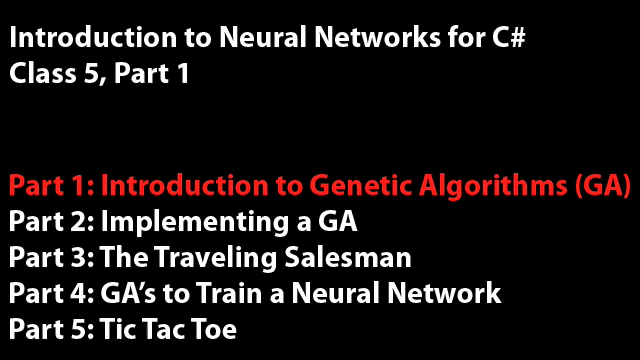 Introduction to Neural Networks for C#
Class 5, Part 1
Part 1: Introduction to Genetic Algorithms (GA)
Part 2: Implementing a GA
Part 3: The Traveling Salesman
Part 4: GA’s to Train a Neural Network
Part 5: Tic Tac Toe